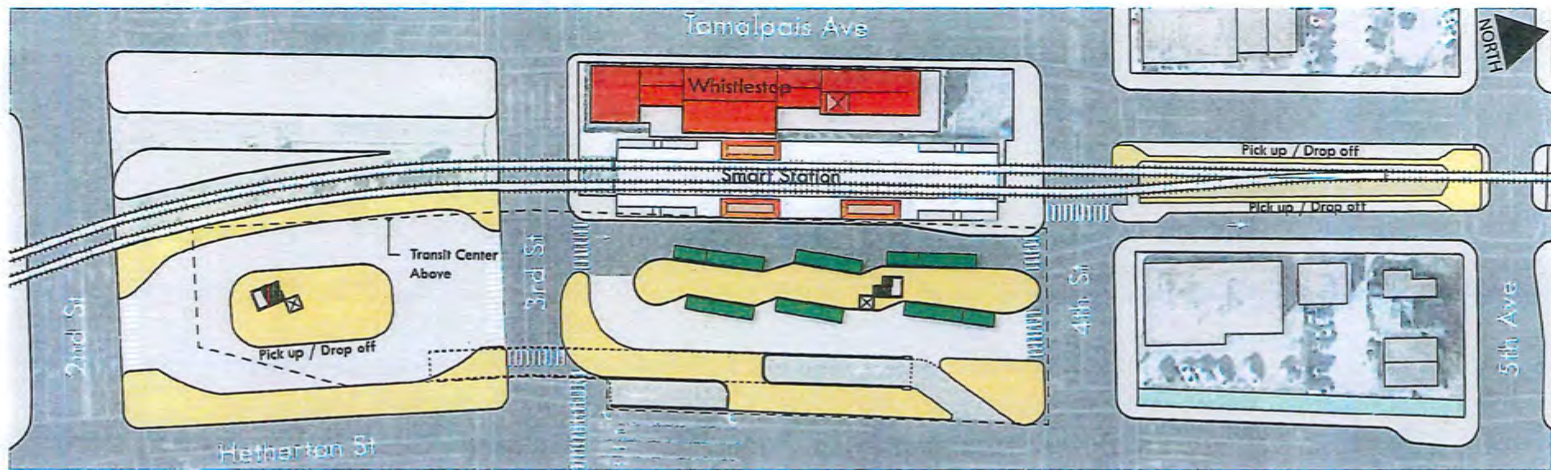 Tamalpais Ave
NORTH
Whistlestop
Pick up / Drop off
Smart Station
Pick up / Drop off
Transit Center
Above
2nd St
3rd St
4th St
5th Ave
Pick up / Drop off
Hetherton St